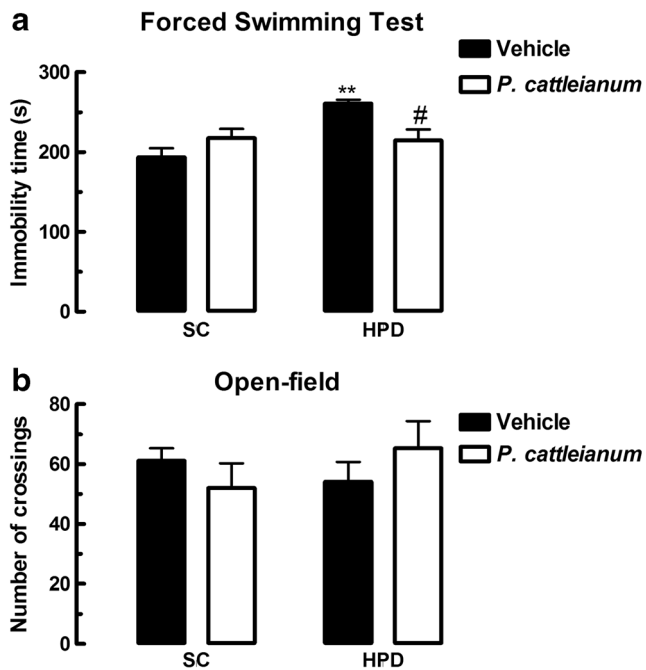 a
Forced Swimming Test
Vehicle
P. cattleianum
Immobility time (s)
300
200
100
0
**
#
SC
HPD
b
Open-field
Vehicle
P. cattleianum
Number of crossings
80
60
40
20
0
SC
HPD